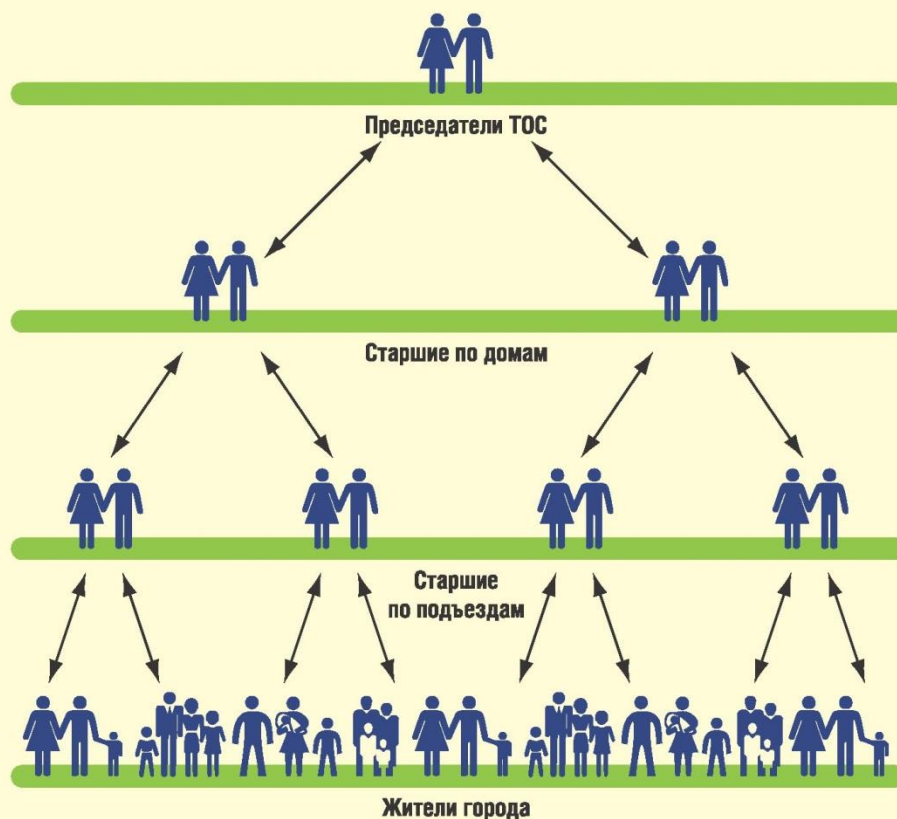 Председатели ТОС
Старшие по домам
Старшие
по подъездам
Жители города